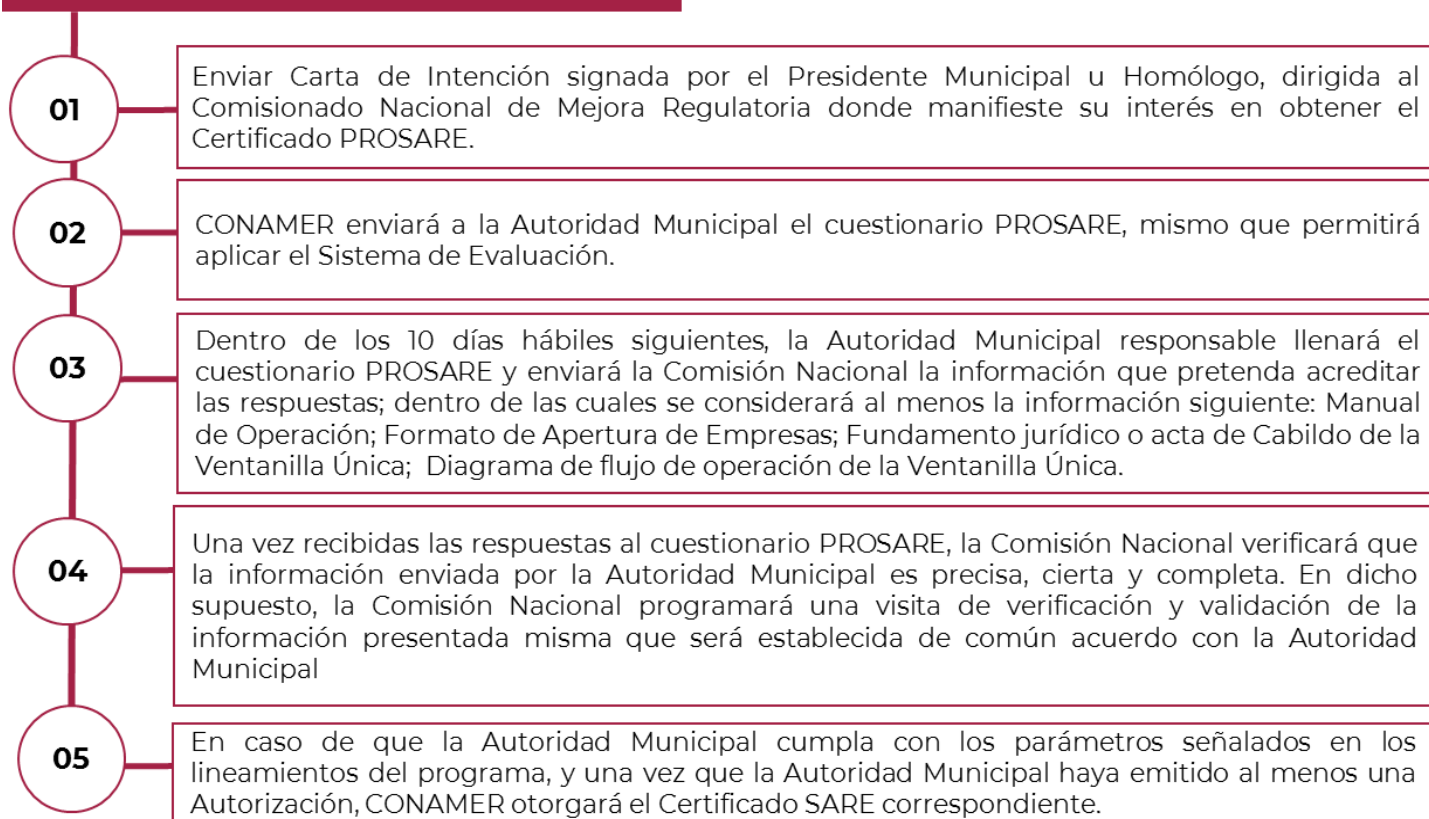 01
Enviar Carta de Intención signada por el Presidente Municipal u Homólogo, dirigida al
Comisionado Nacional de Mejora Regulatoria donde manifieste su interés en obtener el
Certificado PROSARE.
02
CONAMER enviará a la Autoridad Municipal el cuestionario PROSARE, mismo que permitirá
aplicar el Sistema de Evaluación.
03
Dentro de los 10 días hábiles siguientes, la Autoridad Municipal responsable llenará el
cuestionario PROSARE y enviará la Comisión Nacional la información que pretenda acreditar
las respuestas; dentro de las cuales se considerará al menos la información siguiente: Manual
de Operación; Formato de Apertura de Empresas; Fundamento jurídico o acta de Cabildo de la
Ventanilla Única; Diagrama de flujo de operación de la Ventanilla Única.
04
Una vez recibidas las respuestas al cuestionario PROSARE, la Comisión Nacional verificará que
la información enviada por la Autoridad Municipal es precisa, cierta y completa. En dicho
supuesto, la Comisión Nacional programará una visita de verificación y validación de la
información presentada misma que será establecida de común acuerdo con la Autoridad
Municipal
05
En caso de que la Autoridad Municipal cumpla con los parámetros señalados en los
lineamientos del programa, y una vez que la Autoridad Municipal haya emitido al menos una
Autorización, CONAMER otorgará el Certificado SARE correspondiente.